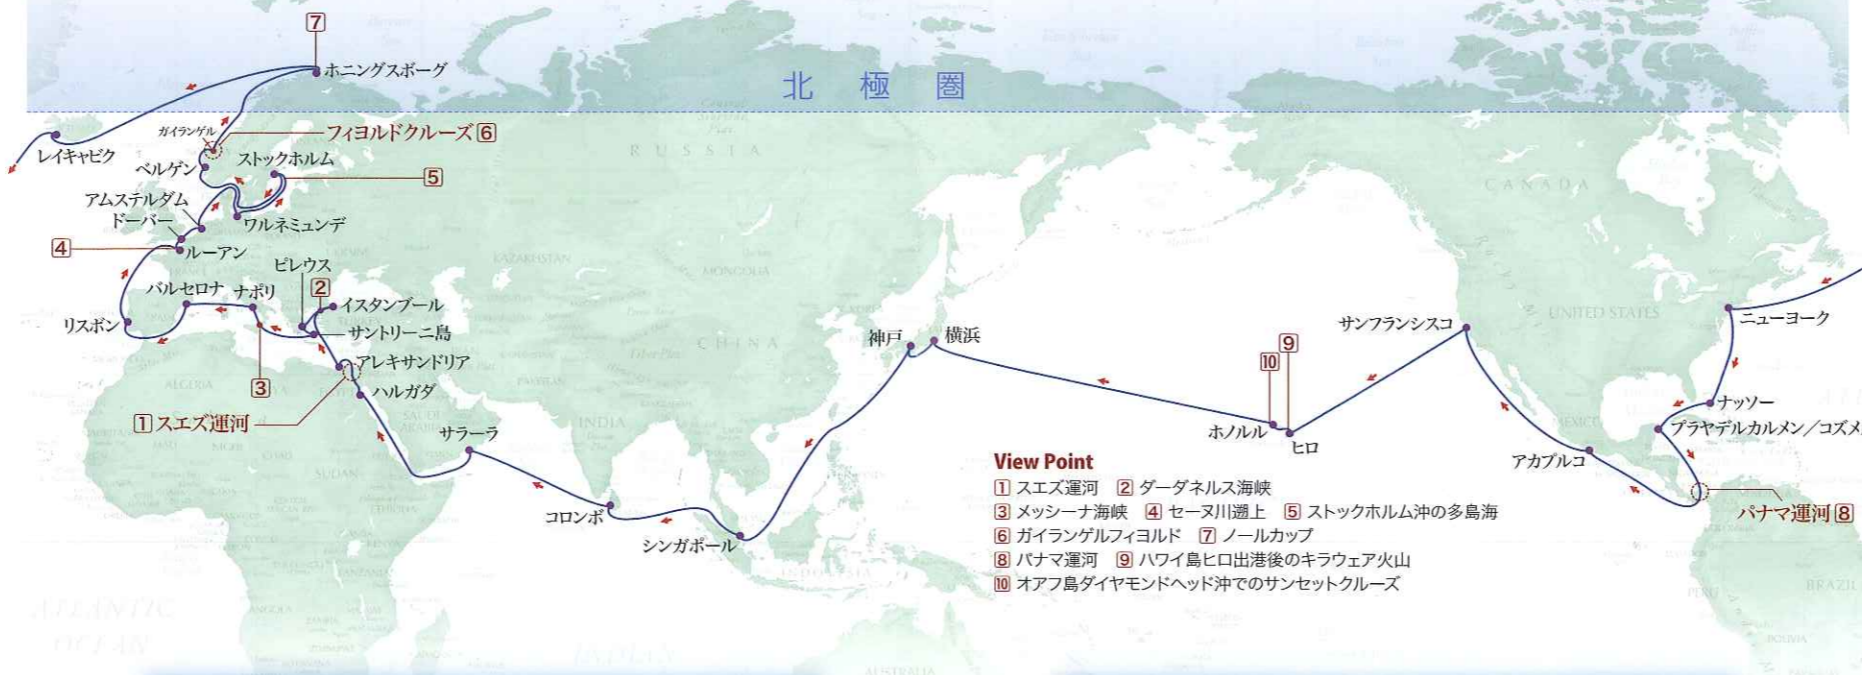 7
ホニングスボーグ
北極圏
ガイランゲル
フィヨルドクルーズ6
レイキャビク
ベルゲン
ストックホルム
5
RUSSIA
CANADA
アムステルダム
ドーバー
ワルネミュンデ
4
ルーアン
KAZAKHSTAN
MONGOLIA
ピレウス
2
バルセロナ
ナポリ
イスタンブール
リスボン
サントリーニ島
UNITED STATES
ニューヨーク
サンフランシスコ
神戸
横浜
CHINA
アレキサンドリア
3
ハルガダ
ALGERIA
SAUDI
ARABIA
9
10
1スエズ運河
INDIA
サラーラ
MEXICO
ナッソー
プラヤデルカルメン/コズメ
ホノルル
ヒロ
アカプルコ
SUDAN
コロンボ
シンガポール
パナマ運河8
View Point
1 スエズ運河 2 ダーダネルス海峡
3 メッシーナ海峡 4 セーヌ川遡上 5 ストックホルム沖の多島海
6 ガイランゲルフィヨルド 7 ノールカップ
8 パナマ運河 9 ハワイ島ヒロ出港後のキラウェア火山
10 オアフ島ダイヤモンドヘッド沖でのサンセットクルーズ
INDONESIA
BRAZIL
ATLANTIC
OCEAN
INDIAN
AUSTRALIA